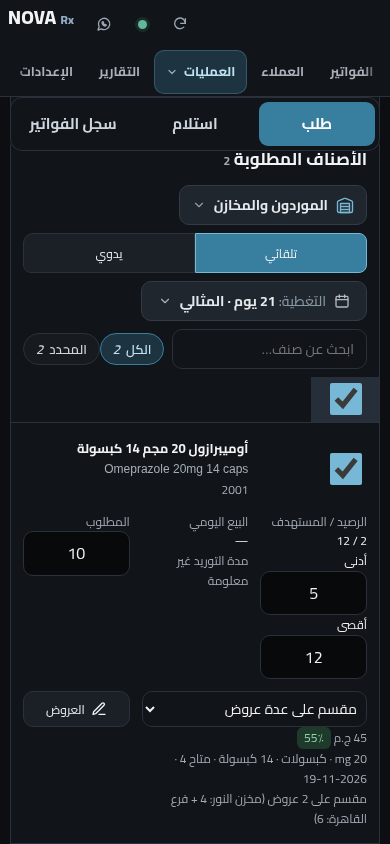 NOVA Rx
الفواتير
العملاء
العمليات
التقارير
الإعدادات
طلب
استلام
سجل الفواتير
الأصناف المطلوبة 2
الموردون والمخازن
تلقائي
يدوي
التغطية: 21 يوم · المثالي
ابحث عن صنف...
الكل 2
المحدد 2
أوميبرازول 20 مجم 14 كبسولة
Omeprazole 20mg 14 caps
2001
الرصيد / مستهدف
12 / 2
أدنى
5
أقصى
12
البيع اليومي
—
مدة التوريد غير
معلومة
المطلوب
10
مقسم على عدة عروض
العروض
45 ج.م 55٪
20 mg · كبسولات · 14 كبسولة · متاح 4 ·
19-11-2026
مقسم على 2 عروض (مخزن النور: 4 + فرع
القاهرة: 6)